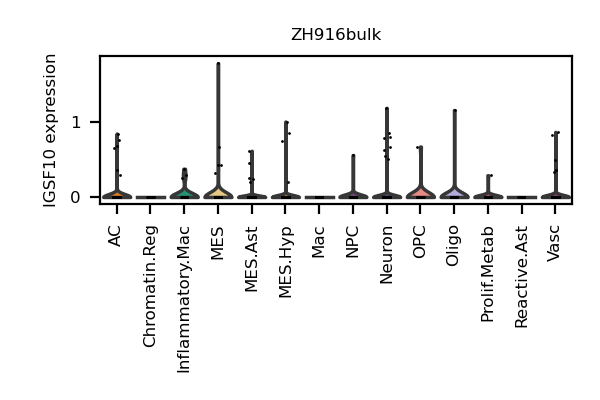 ZH916bulk
IGSF10 expression
1
0
AC
Chromatin.Reg
Inflammatory.Mac
MES
MES.Ast
MES.Hyp
Mac
NPC
Neuron
OPC
Oligo
Prolif.Metab
Reactive.Ast
Vasc